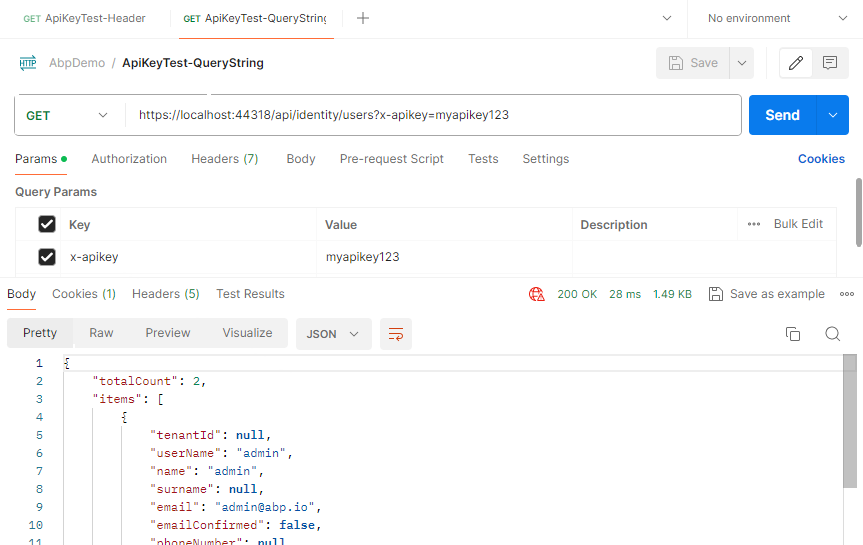 GET ApiKeyTest-Header GET ApiKeyTest-QueryString No environment
HTTP AbpDemo / ApiKeyTest-QueryString Save
GET https://localhost:44318/api/identity/users?x-apikey=myapikey123 Send
Params Authorization Headers (7) Body Pre-request Script Tests Settings Cookies
Query Params
Key Value Description Bulk Edit
x-apikey myapikey123
Body Cookies (1) Headers (5) Test Results 200 OK 28 ms 1.49 KB Save as example
Pretty Raw Preview Visualize JSON
1 {
2 "totalCount": 2,
3 "items": [
4 {
5 "tenantId": null,
6 "userName": "admin",
7 "name": "admin",
8 "surname": null,
9 "email": "admin@abp.io",
10 "emailConfirmed": false,
11 "phoneNumber": null